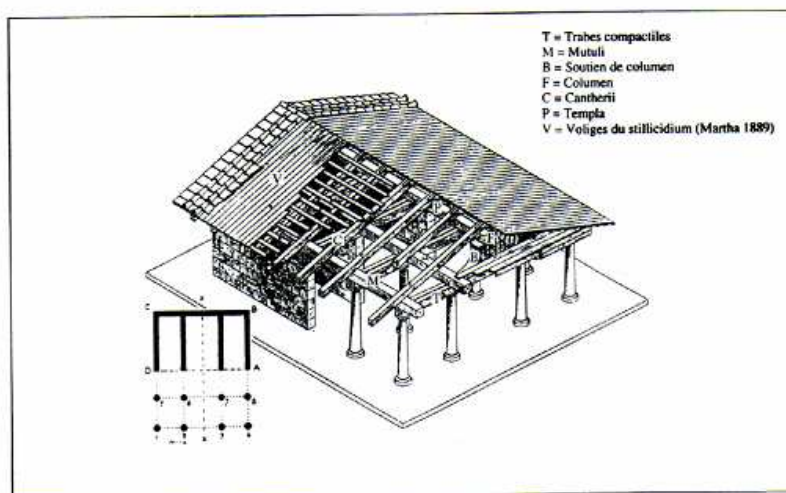 T = Trabes compactiles
M = Mutuli
B = Soutien de columen
F = Columen
C = Cantherii
P = Templa
V = Voliges du stillicidium (Martha 1889)
V
P
C
F
B
M
T
C
B
D
A